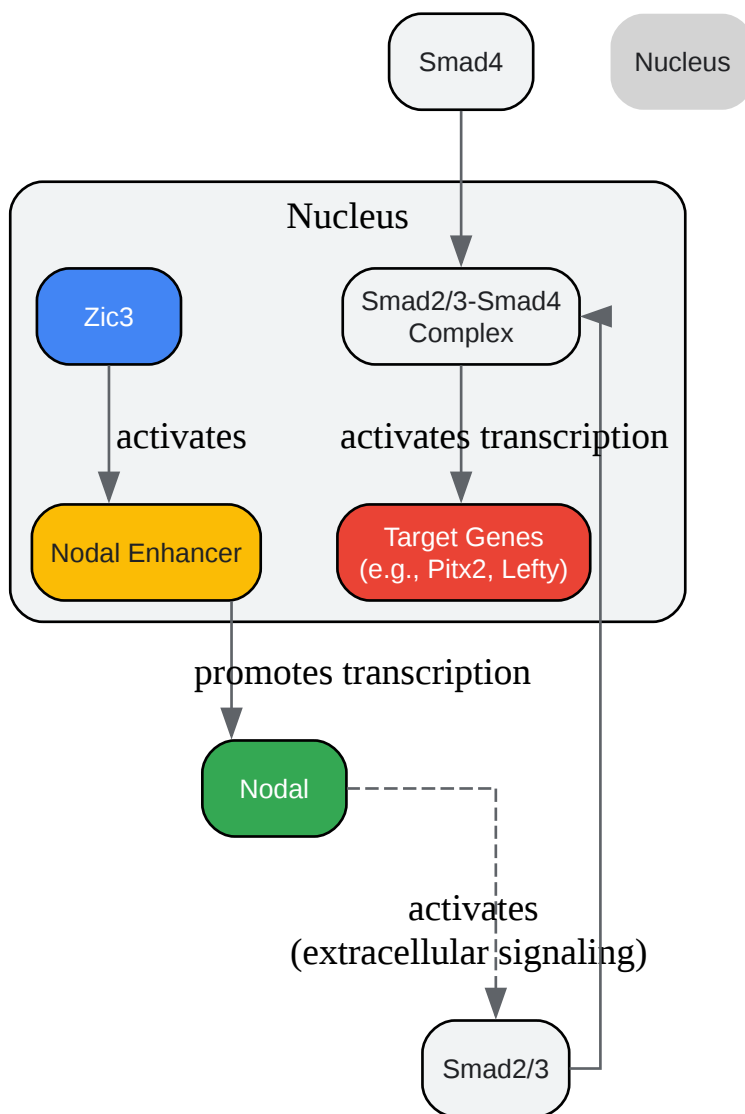 Smad4
Nucleus
Nucleus
Zic3
Smad2/3-Smad4
Complex
activates
activates transcription
Nodal Enhancer
Target Genes
(e.g., Pitx2, Lefty)
promotes transcription
Nodal
activates
(extracellular signaling)
Smad2/3